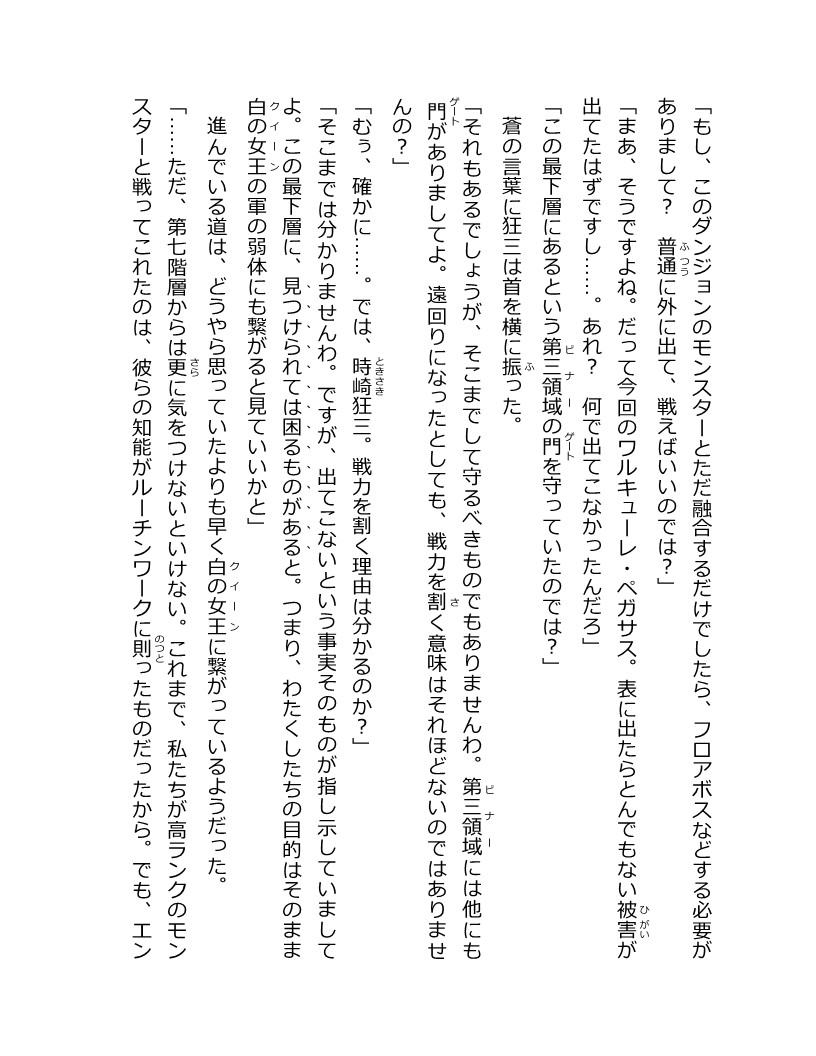 「もし、このダンジョンのモンスターとただ融合するだけでしたら、フロアボスなどする必要が
ありまして？　普通に外に出て、戦えばいいのでは？」
「まあ、そうですよね。だって今回のワルキューレ・ペガサス。表に出たらとんでもない被害が
出てたはずですし……。あれ？　何で出てこなかったんだろ」
「この最下層にあるという第三領域の門を守っていたのでは？」
　蒼の言葉に狂三は首を横に振った。
「それもあるでしょうが、そこまでして守るべきものでもありませんわ。第三領域には他にも
門がありましてよ。遠回りになったとしても、戦力を割く意味はそれほどないのではありませ
んの？」
「むぅ、確かに……。では、時崎狂三。戦力を割く理由は分かるのか？」
「そこまでは分かりませんわ。ですが、出てこないという事実そのものが指し示していまして
よ。この最下層に、見つけられては困るものがあると。つまり、わたくしたちの目的はそのまま
白の女王の軍の弱体にも繋がると見ていいかと」
　進んでいる道は、どうやら思っていたよりも早く白の女王に繋がっているようだった。
「……ただ、第七階層からは更に気をつけないといけない。これまで、私たちが高ランクのモン
スターと戦ってこれたのは、彼らの知能がルーチンワークに則ったものだったから。でも、エン